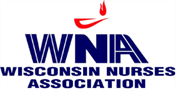 WNA
WISCONSIN NURSES
ASSOCIATION